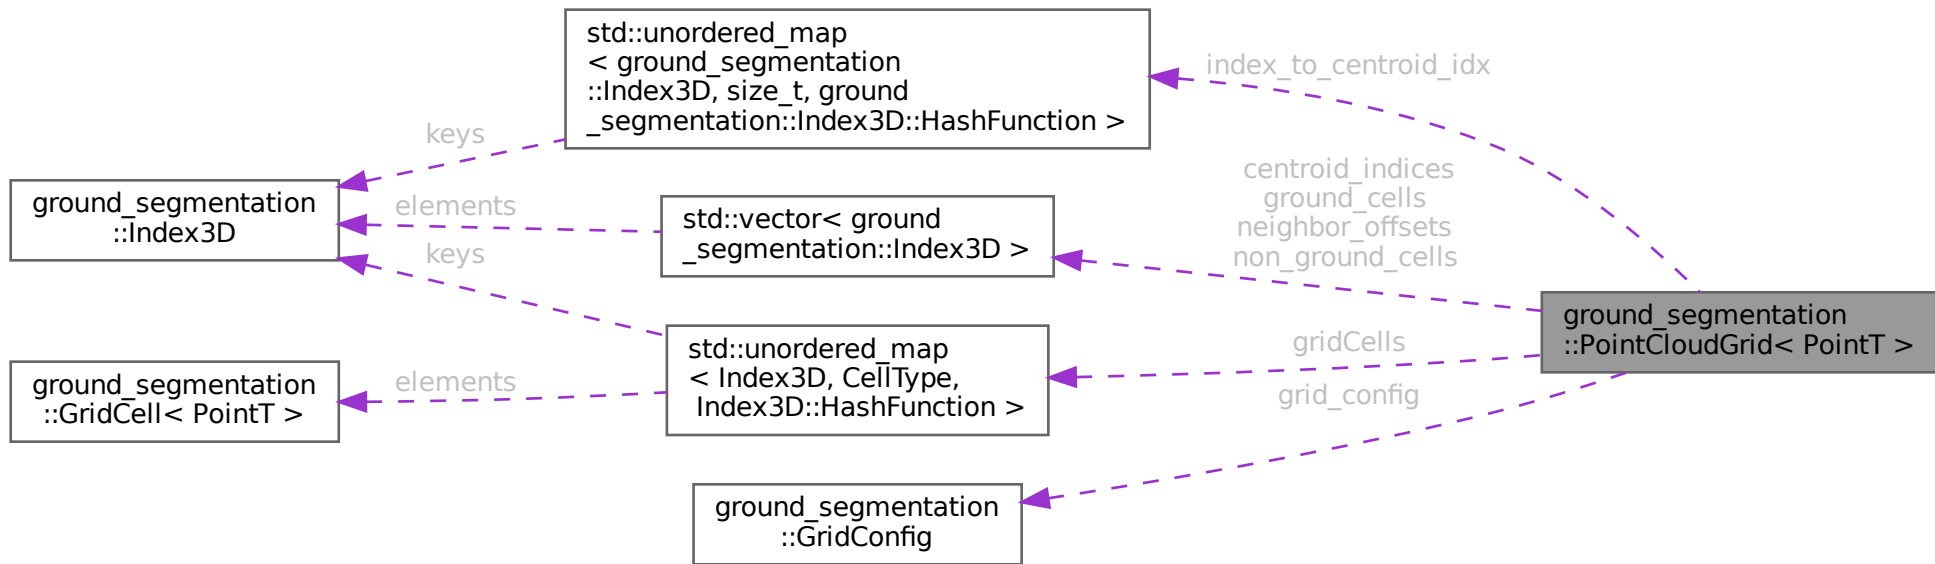 std::unordered_map
< ground_segmentation
::Index3D, size_t, ground
_segmentation::Index3D::HashFunction >
index_to_centroid_idx
keys
ground_segmentation
::Index3D
elements
std::vector< ground
_segmentation::Index3D >
centroid_indices
ground_cells
neighbor_offsets
non_ground_cells
keys
ground_segmentation
::PointCloudGrid< PointT >
std::unordered_map
< Index3D, CellType,
Index3D::HashFunction >
gridCells
ground_segmentation
::GridCell< PointT >
elements
grid_config
ground_segmentation
::GridConfig